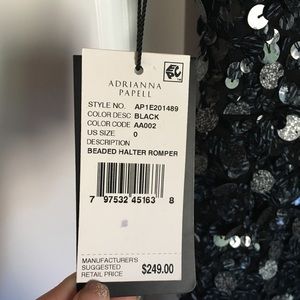 ADRIANNA
PAPELL
STYLE NO. AP1E201489
COLOR DESC BLACK
COLOR CODE AA002
US SIZE 0
DESCRIPTION
BEADED HALTER ROMPER
7 97532 45163 8
MANUFACTURER'S
SUGGESTED
RETAIL PRICE $249.00